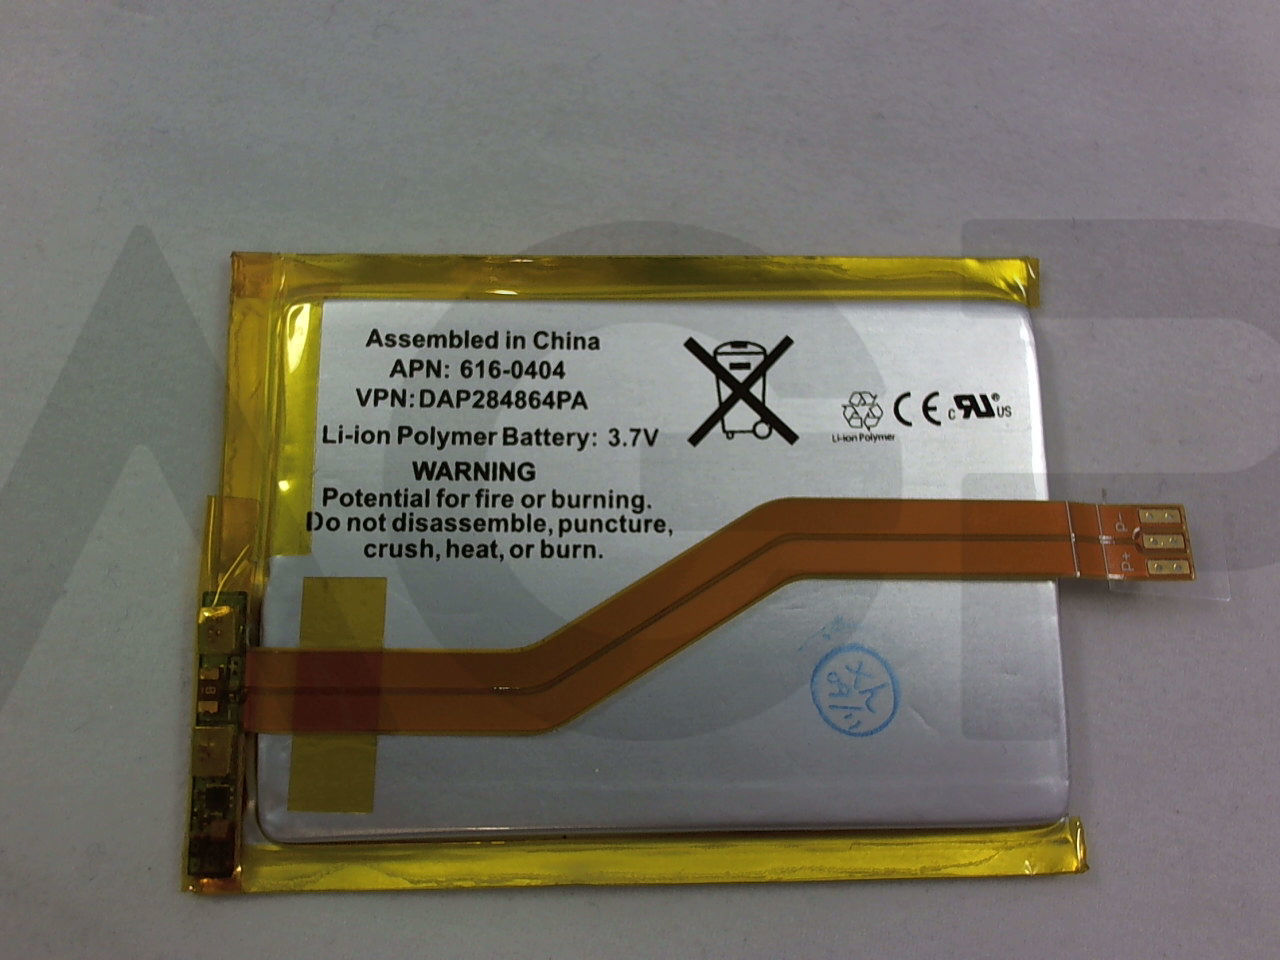 Assembled in China
APN: 616-0404
VPN: DAP284864PA
Li-ion Polymer Battery: 3.7V
WARNING
Potential for fire or burning.
Do not disassemble, puncture,
crush, heat, or burn.
Li-ion Polymer
CE
c RU® US
P-
P+